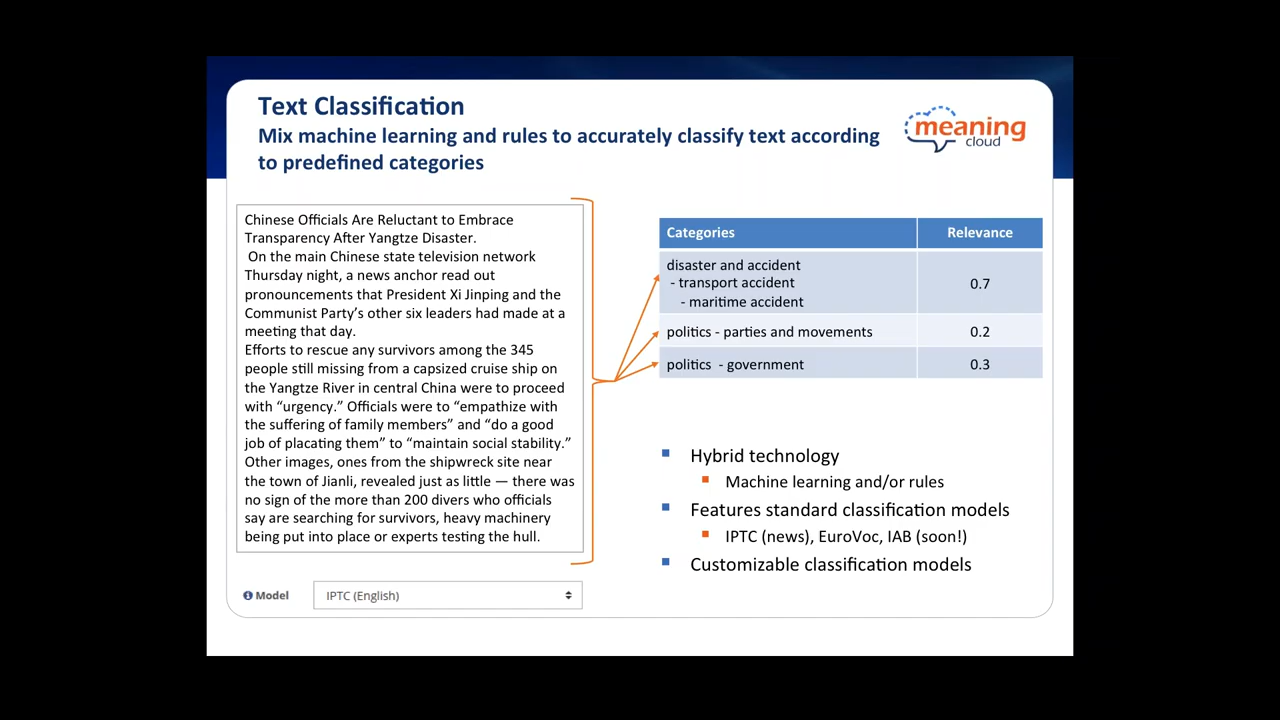 Text Classification
Mix machine learning and rules to accurately classify text according
to predefined categories
meaning
cloud
Chinese Officials Are Reluctant to Embrace
Transparency After Yangtze Disaster.
On the main Chinese state television network
Thursday night, a news anchor read out
pronouncements that President Xi Jinping and the
Communist Party's other six leaders had made at a
meeting that day.
Efforts to rescue any survivors among the 345
people still missing from a capsized cruise ship on
the Yangtze River in central China were to proceed
with “urgency.” Officials were to “empathize with
the suffering of family members” and “do a good
job of placating them” to “maintain social stability.”
Other images, ones from the shipwreck site near
the town of Jianli, revealed just as little — there was
no sign of the more than 200 divers who officials
say are searching for survivors, heavy machinery
being put into place or experts testing the hull.
Model IPTC (English)
Categories Relevance
disaster and accident
- transport accident 0.7
- maritime accident
politics - parties and movements 0.2
politics - government 0.3
Hybrid technology
Machine learning and/or rules
Features standard classification models
IPTC (news), EuroVoc, IAB (soon!)
Customizable classification models